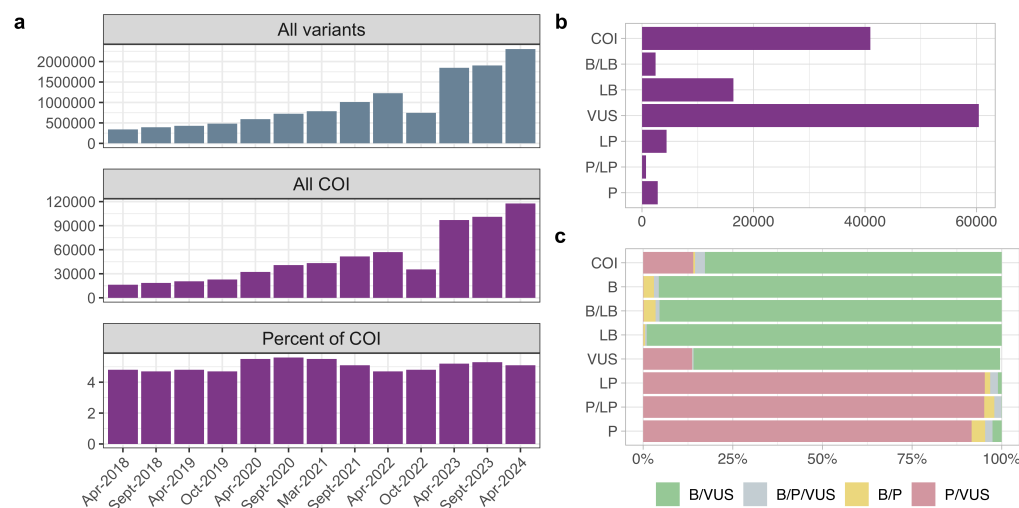 a
All variants
2000000
1500000
1000000
500000
0
All COI
120000
90000
60000
30000
0
Percent of COI
4
2
0
Apr-2018
Sept-2018
Apr-2019
Oct-2019
Apr-2020
Sept-2020
Mar-2021
Sept-2021
Apr-2022
Oct-2022
Apr-2023
Sept-2023
Apr-2024
b
COI
B/LB
LB
VUS
LP
P/LP
P
0 20000 40000 60000
c
COI
B
B/LB
LB
VUS
LP
P/LP
P
0% 25% 50% 75% 100%
B/VUS B/P/VUS B/P P/VUS